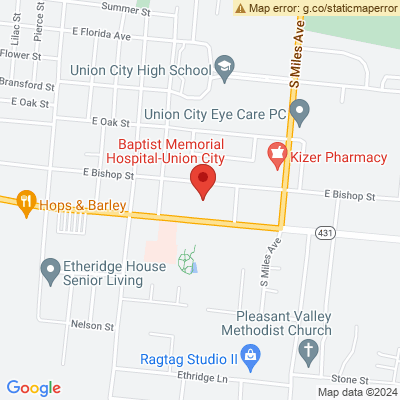 Summer St
Map error: g.co/staticmaperror
E Florida Ave
Lilac St
Pierce St
S Miles Ave
Flower St
Union City High School
Bransford St
E Oak St
Union City Eye Care PC
E Oak St
Baptist Memorial
Hospital-Union City
Kizer Pharmacy
E Bishop St
E Bishop St
Hops & Barley
431
S Miles Ave
Etheridge House
Senior Living
Nelson St
Pleasant Valley
Methodist Church
Ragtag Studio II
Ethridge Ln
Stone St
Google
Map data ©2024